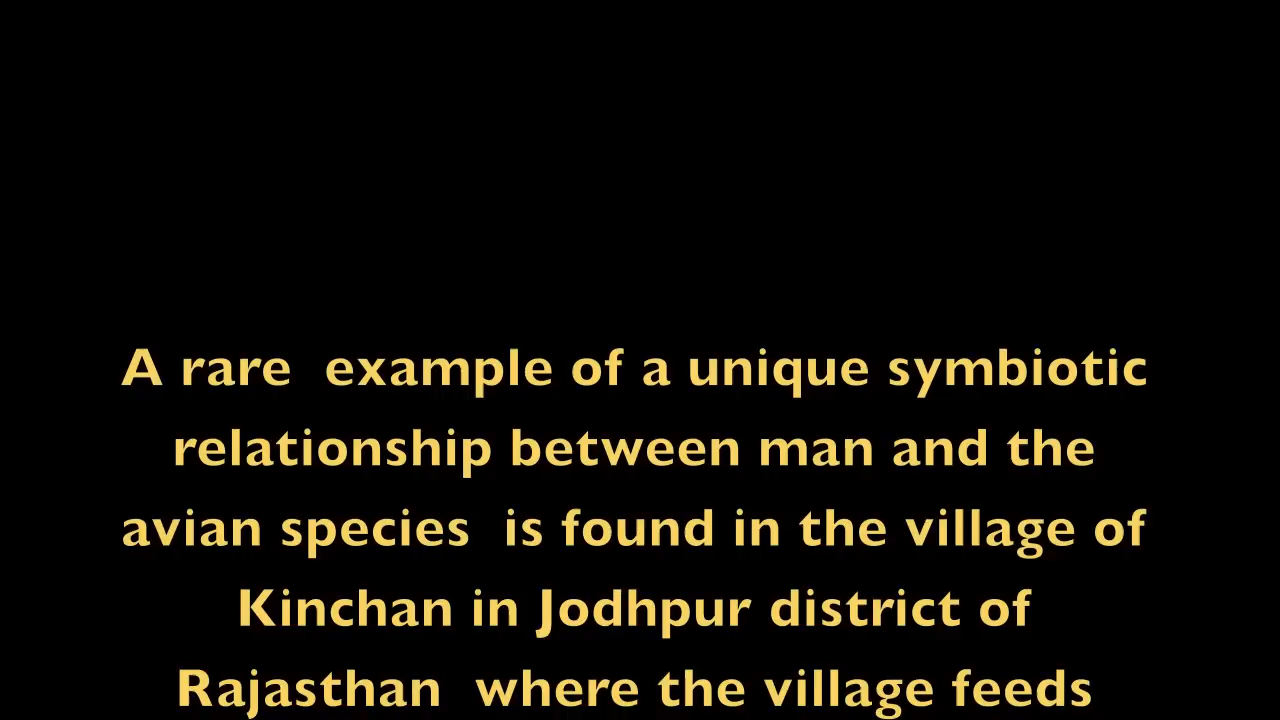 A rare  example of a unique symbiotic
relationship between man and the
avian species  is found in the village of
Kinchan in Jodhpur district of
Rajasthan  where the village feeds